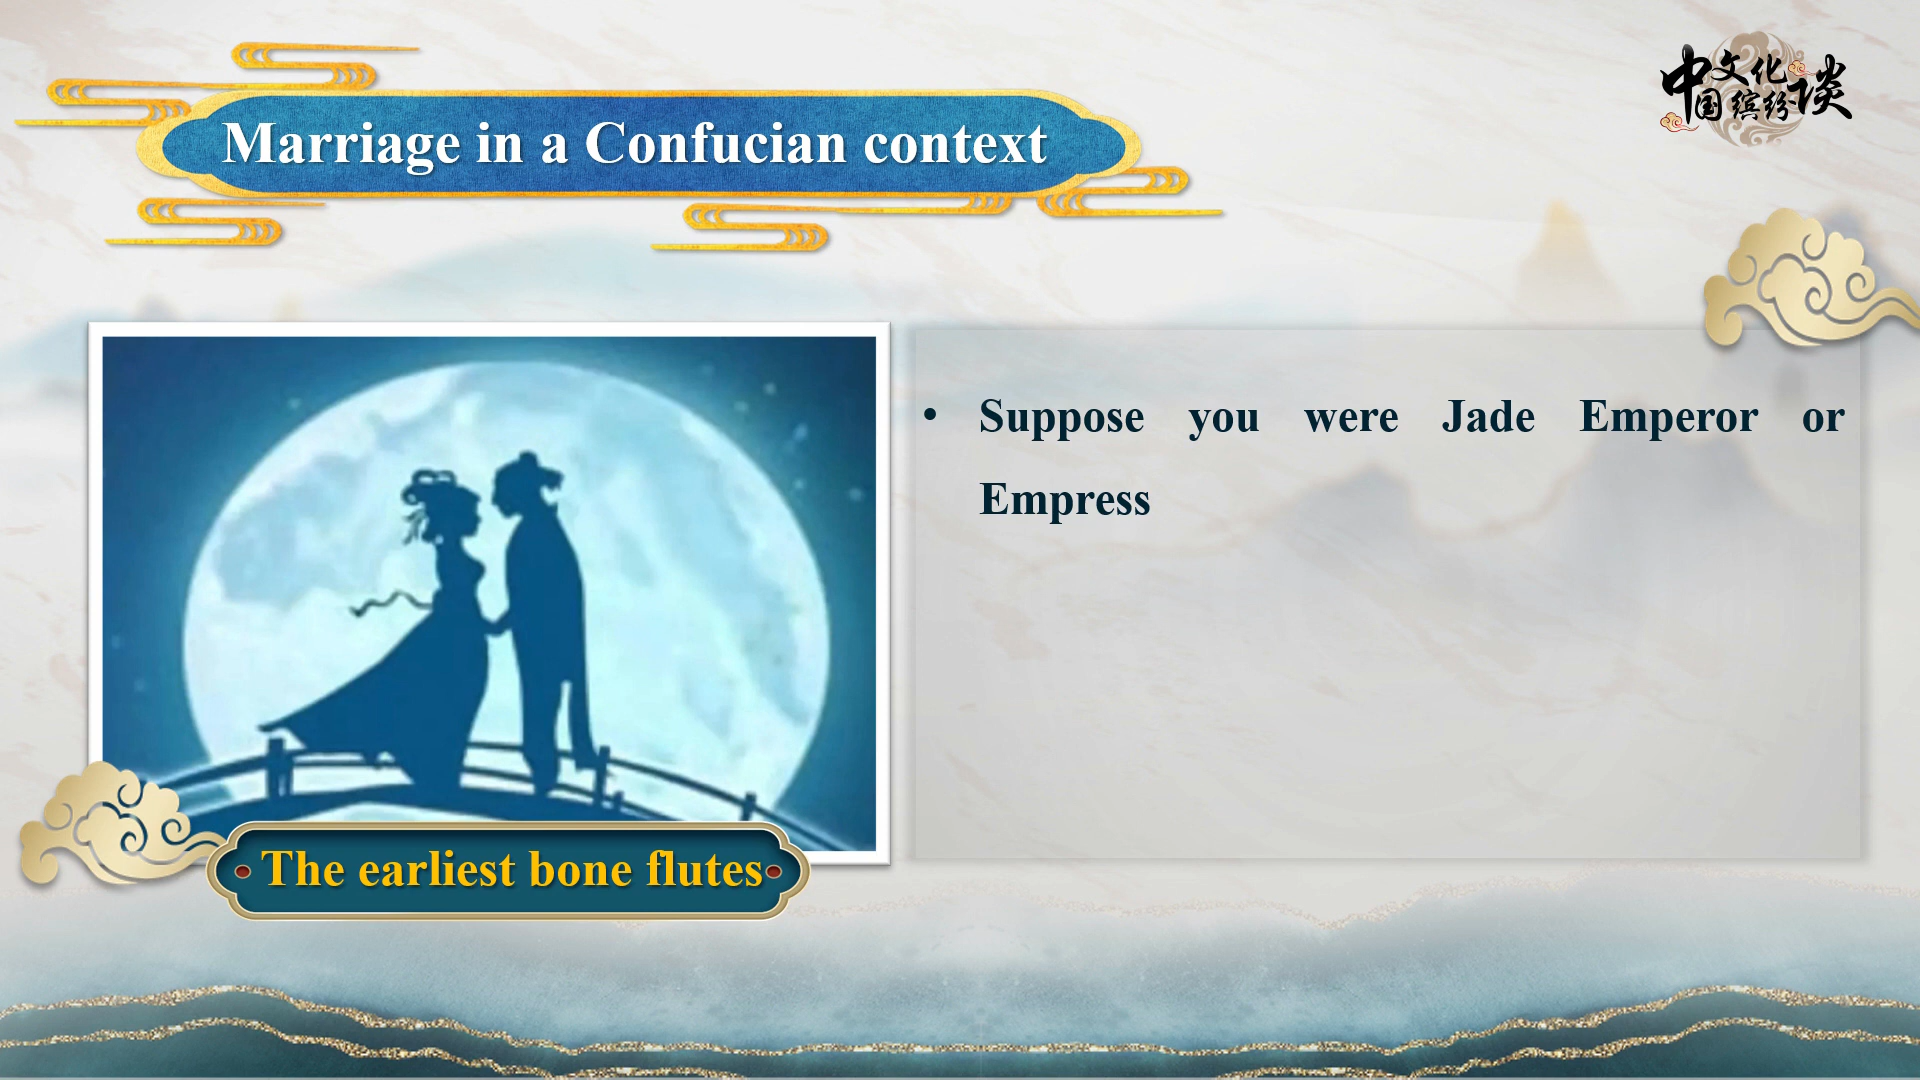 Marriage in a Confucian context
中国文化缤纷谈
• Suppose you were Jade Emperor or
Empress
The earliest bone flutes